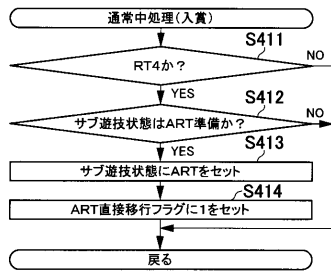 通常中処理(入賞)
S411
RT4か？
NO
YES
S412
サブ遊技状態はART準備か？
NO
YES
S413
サブ遊技状態にARTをセット
S414
ART直接移行フラグに1をセット
戻る